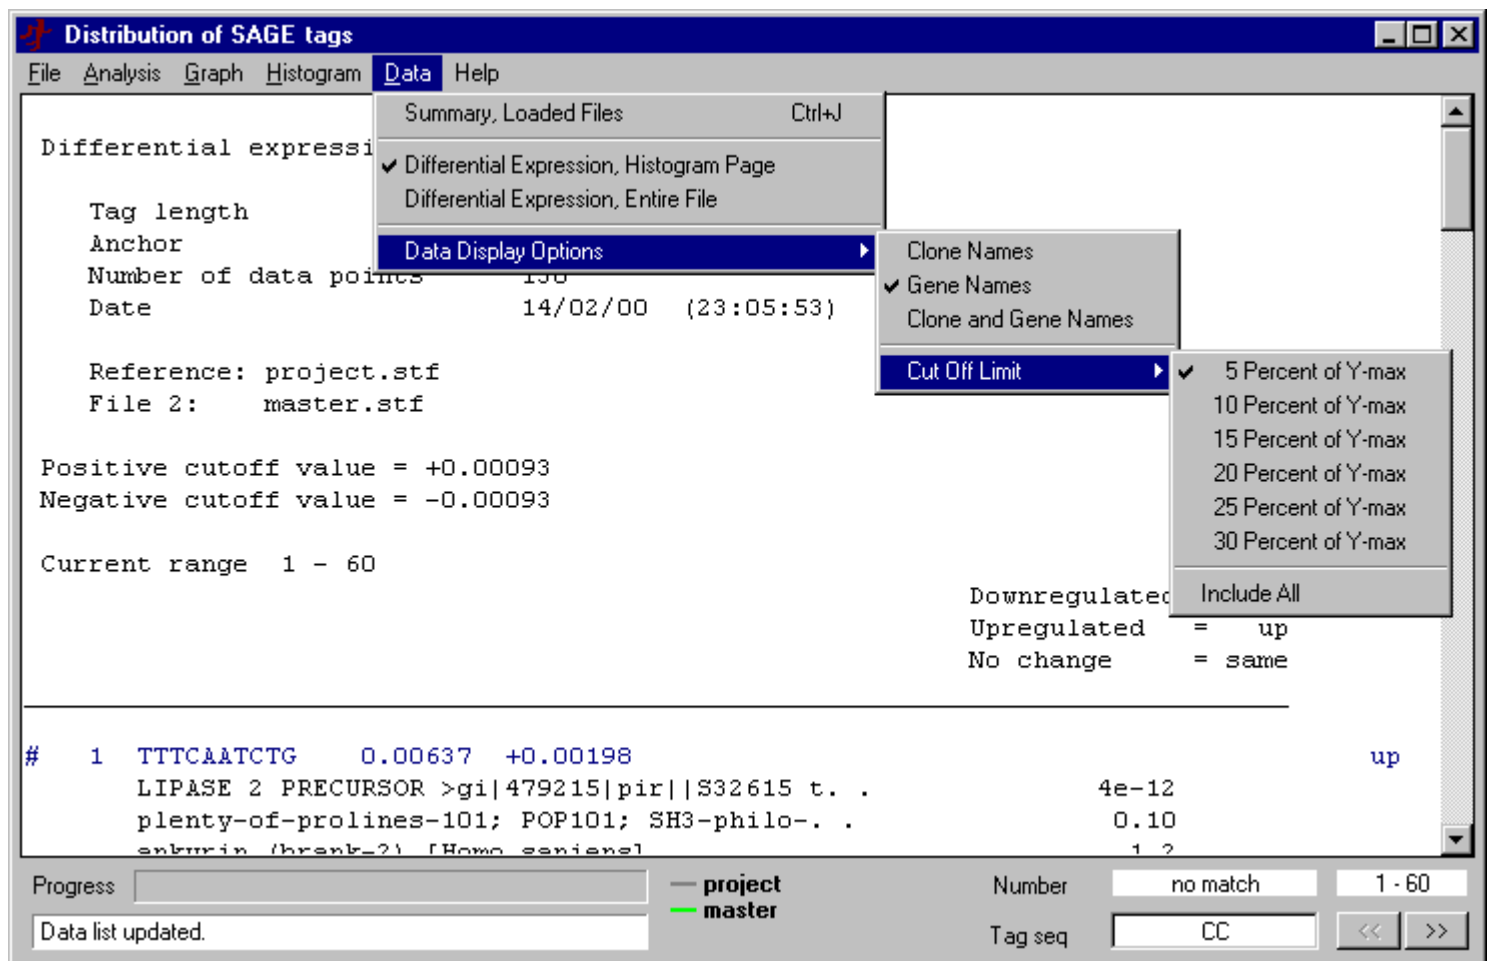 Distribution of SAGE tags
File Analysis Graph Histogram Data Help
Summary, Loaded Files Ctrl+J
Differential Expression, Histogram Page
Differential Expression, Entire File
Data Display Options
Clone Names
Gene Names
Clone and Gene Names
Cut Off Limit
5 Percent of Y-max
10 Percent of Y-max
15 Percent of Y-max
20 Percent of Y-max
25 Percent of Y-max
30 Percent of Y-max
Include All
Differential expressi
Tag length
Anchor
Number of data points
Date 14/02/00 (23:05:53)
Reference: project.stf
File 2: master.stf
Positive cutoff value = +0.00093
Negative cutoff value = -0.00093
Current range 1 - 60
Downregulated
Upregulated = up
No change = same
# 1 TTTCAATCTG 0.00637 +0.00198 up
LIPASE 2 PRECURSOR >gi|479215|pir||S32615 t. . 4e-12
plenty-of-prolines-101; POP101; SH3-philo-. . 0.10
ankyrin (brank-2) [Homo sapiens] 1.2
Progress
project
master
Number no match 1 - 60
Data list updated.
Tag seq CC << >>